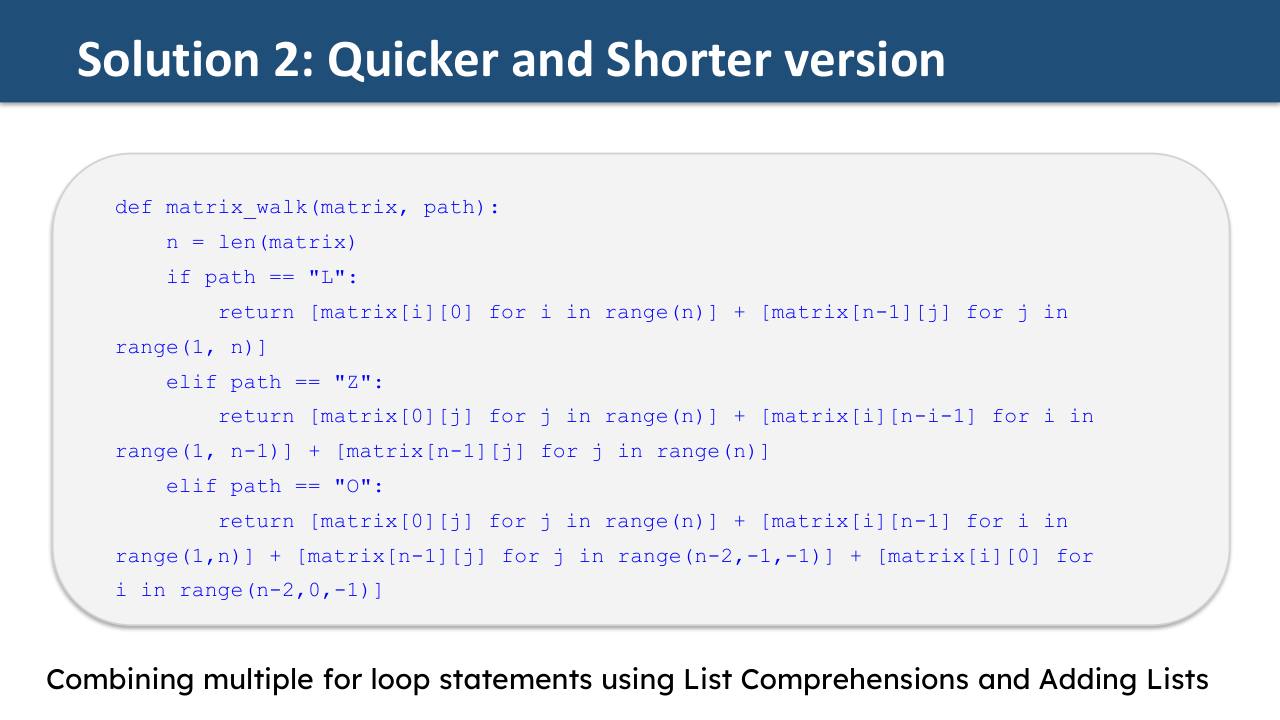 Solution 2: Quicker and Shorter version
def matrix_walk(matrix, path):
    n = len(matrix)
    if path == "L":
        return [matrix[i][0] for i in range(n)] + [matrix[n-1][j] for j in
range(1, n)]
    elif path == "Z":
        return [matrix[0][j] for j in range(n)] + [matrix[i][n-i-1] for i in
range(1, n-1)] + [matrix[n-1][j] for j in range(n)]
    elif path == "O":
        return [matrix[0][j] for j in range(n)] + [matrix[i][n-1] for i in
range(1,n)] + [matrix[n-1][j] for j in range(n-2,-1,-1)] + [matrix[i][0] for
i in range(n-2,0,-1)]
Combining multiple for loop statements using List Comprehensions and Adding Lists